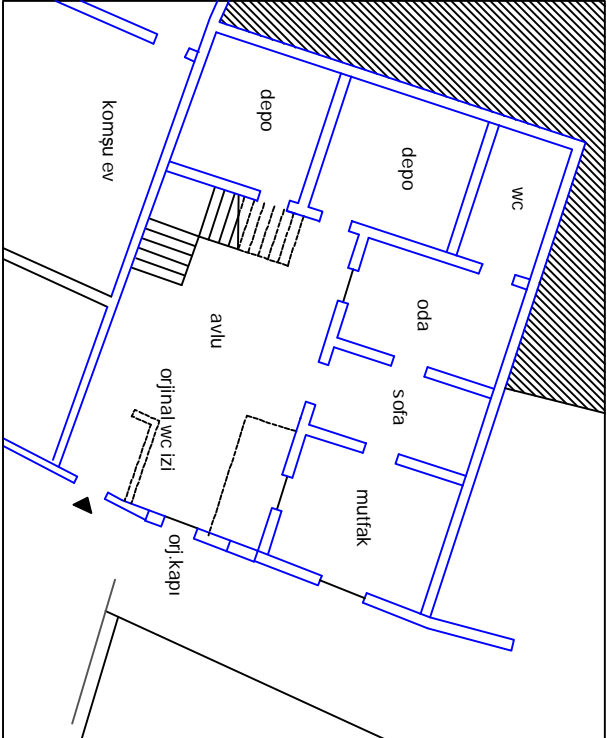 komşu ev
depo
depo
wc
oda
avlu
sofa
orjinal wc izi
mutfak
orj.kapı